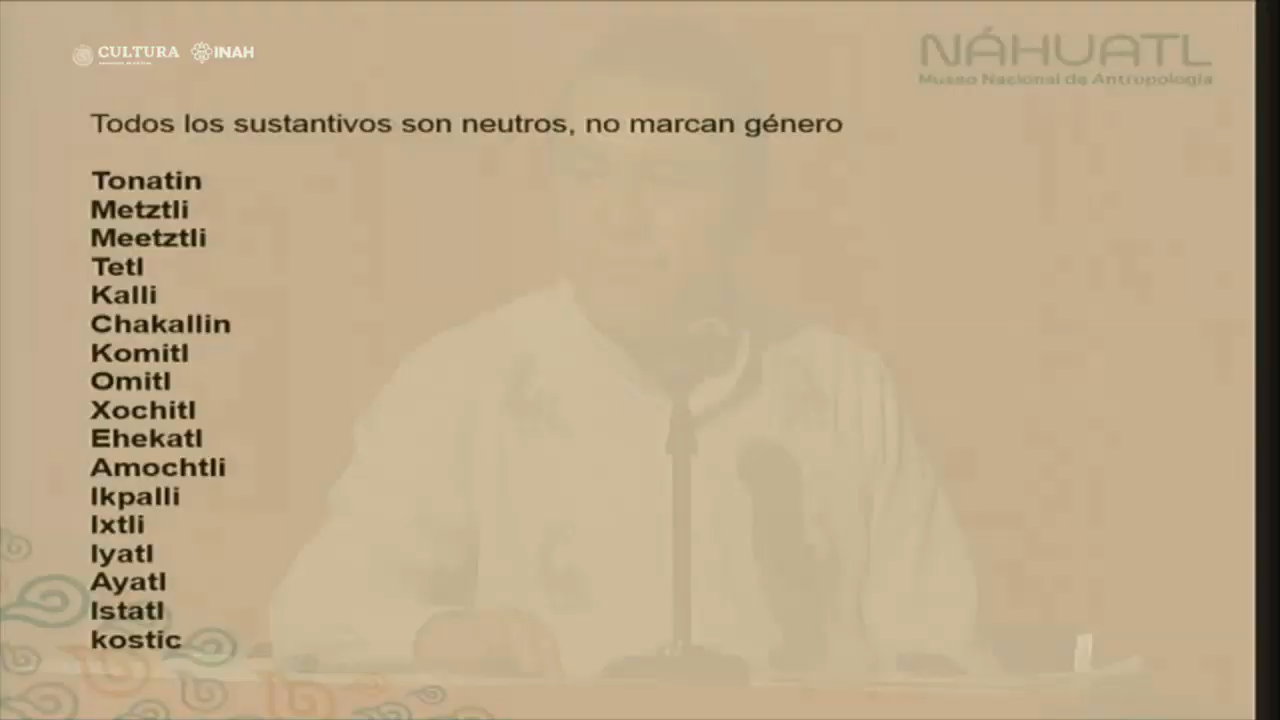 CULTURA INAH
NÁHUATL
Museo Nacional de Antropología
Todos los sustantivos son neutros, no marcan género
Tonatin
Metztli
Meetztli
Tetl
Kalli
Chakallin
Komitl
Omitl
Xochitl
Ehekatl
Amochtli
Ikpalli
Ixtli
Iyatl
Ayatl
Istatl
kostic